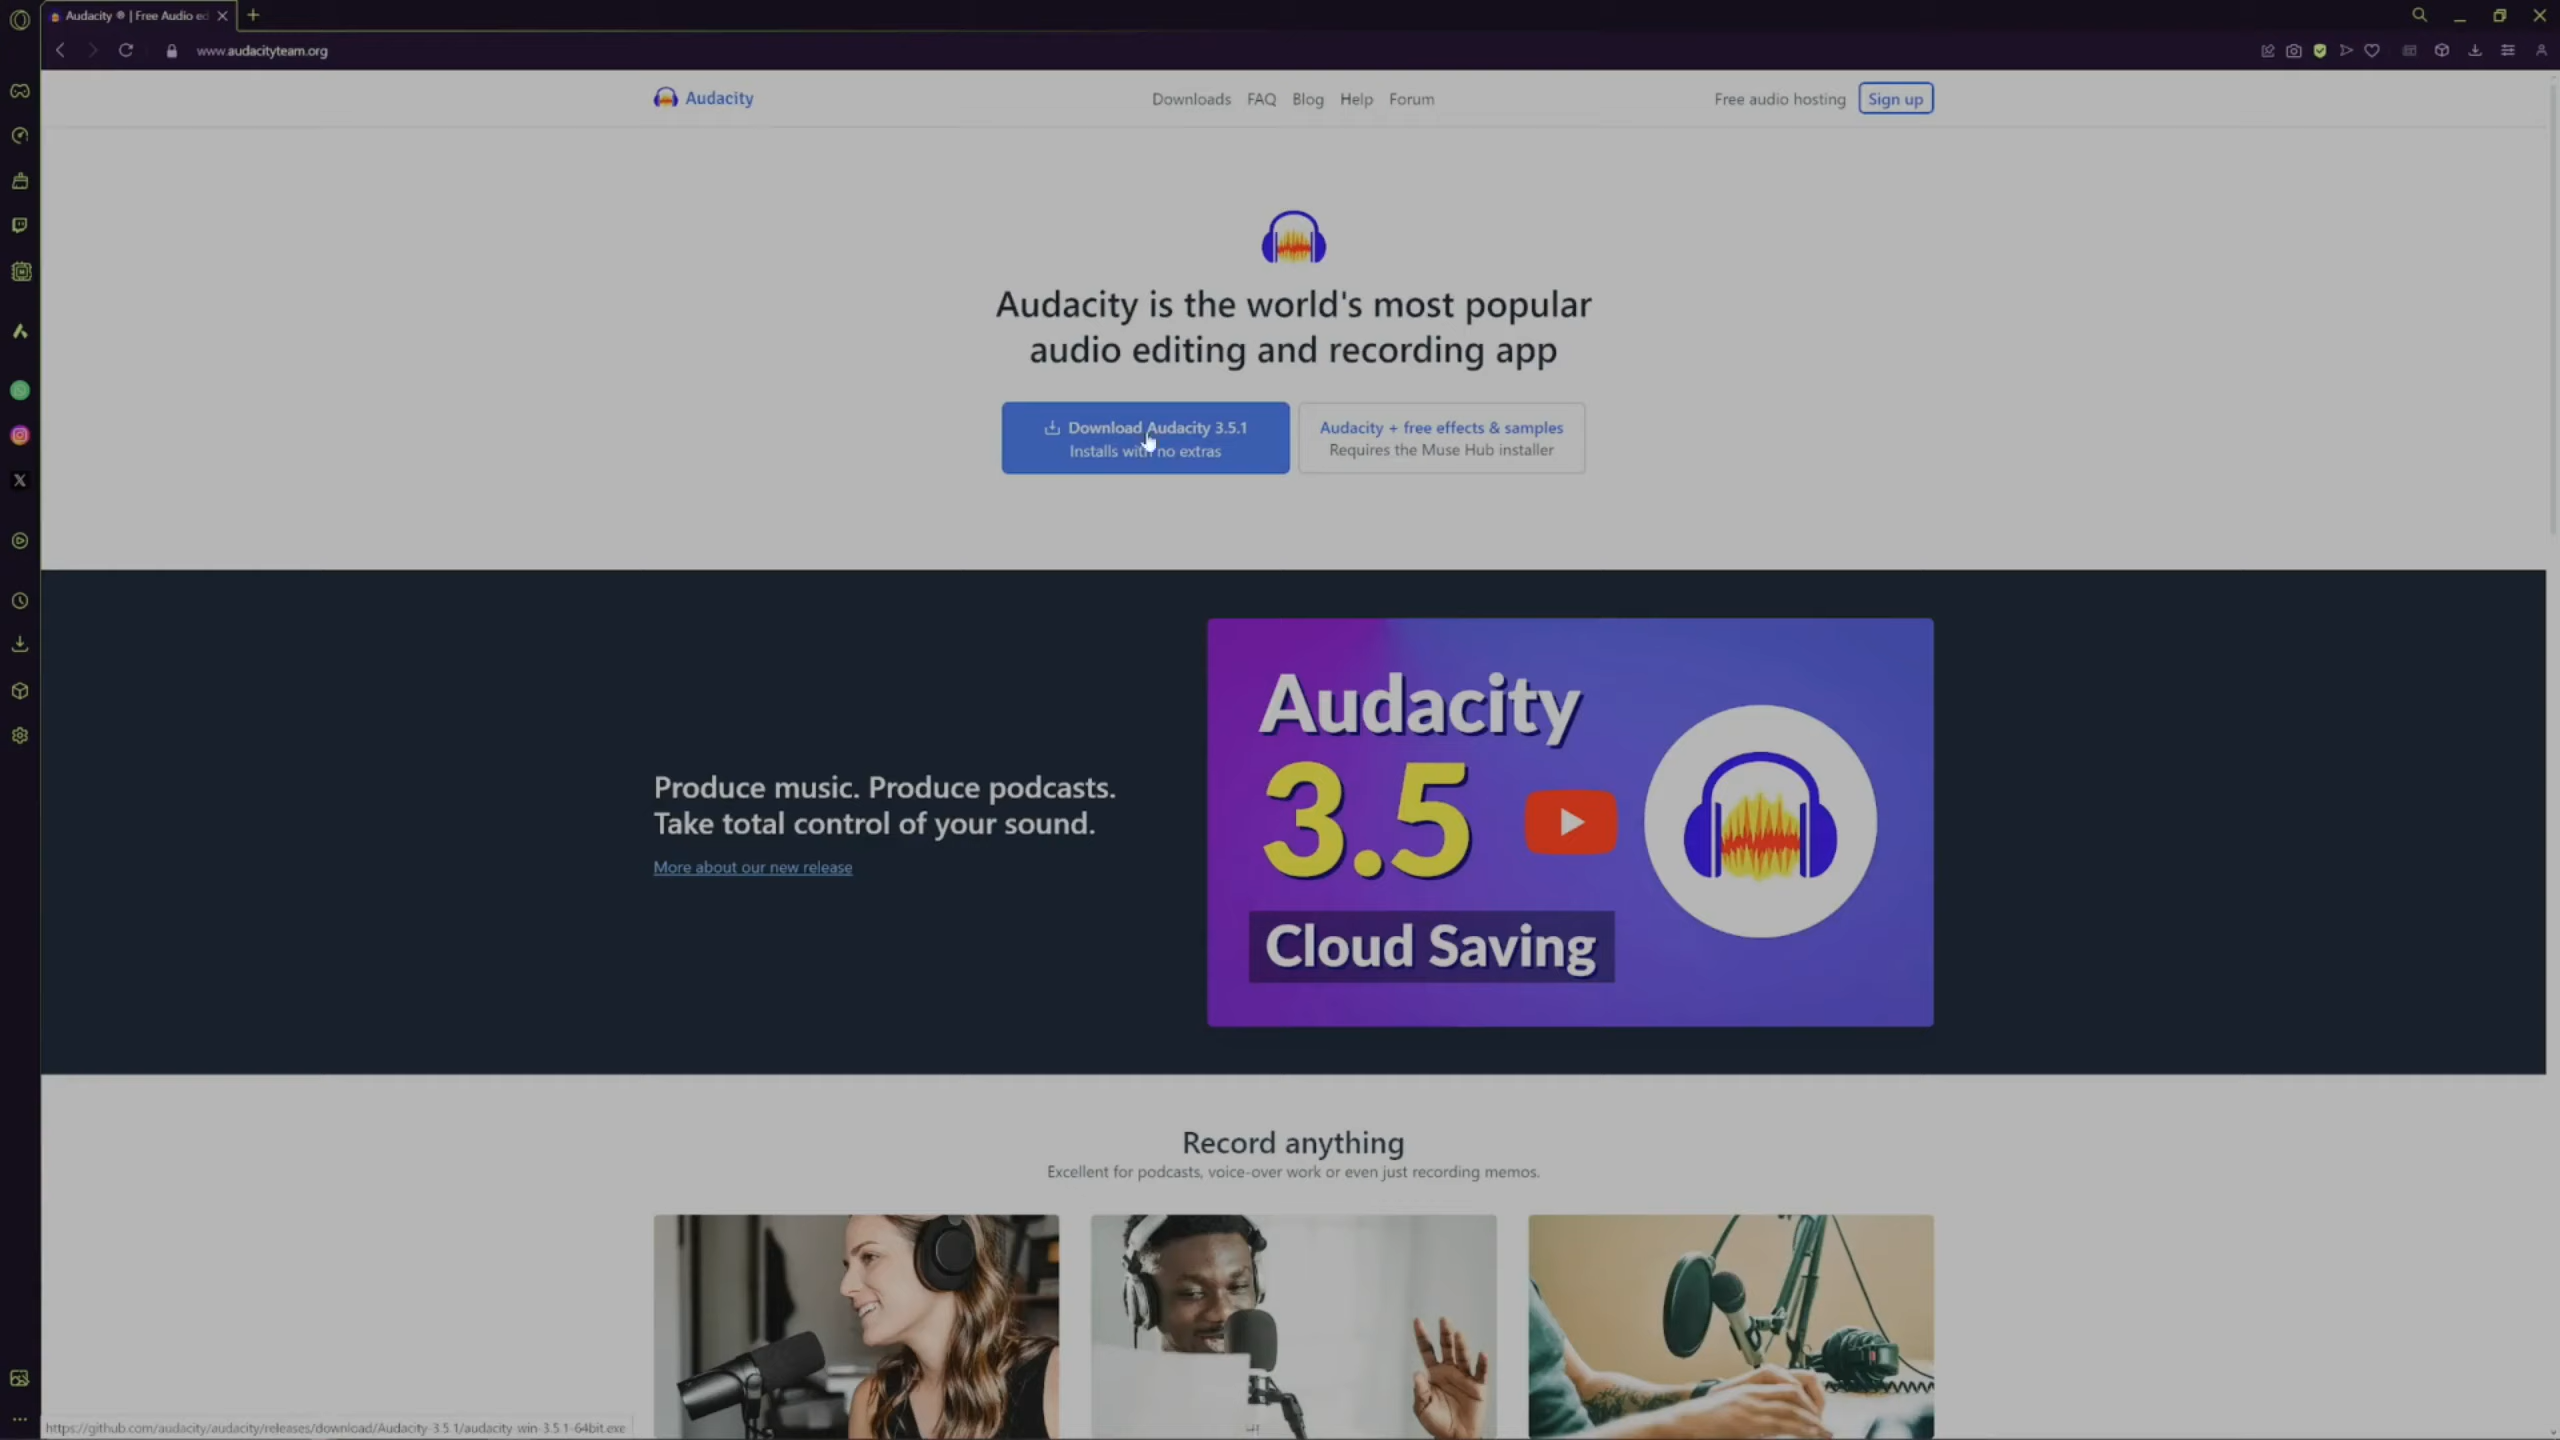 Audacity ® | Free Audio ed
www.audacityteam.org
Audacity
Downloads FAQ Blog Help Forum
Free audio hosting Sign up
Audacity is the world's most popular
audio editing and recording app
Download Audacity 3.5.1
Installs with no extras
Audacity + free effects & samples
Requires the Muse Hub installer
Produce music. Produce podcasts.
Take total control of your sound.
More about our new release
Audacity
3.5
Cloud Saving
Record anything
Excellent for podcasts, voice-over work or even just recording memos.
https://github.com/audacity/audacity/releases/download/Audacity-3.5.1/audacity-win-3.5.1-64bit.exe